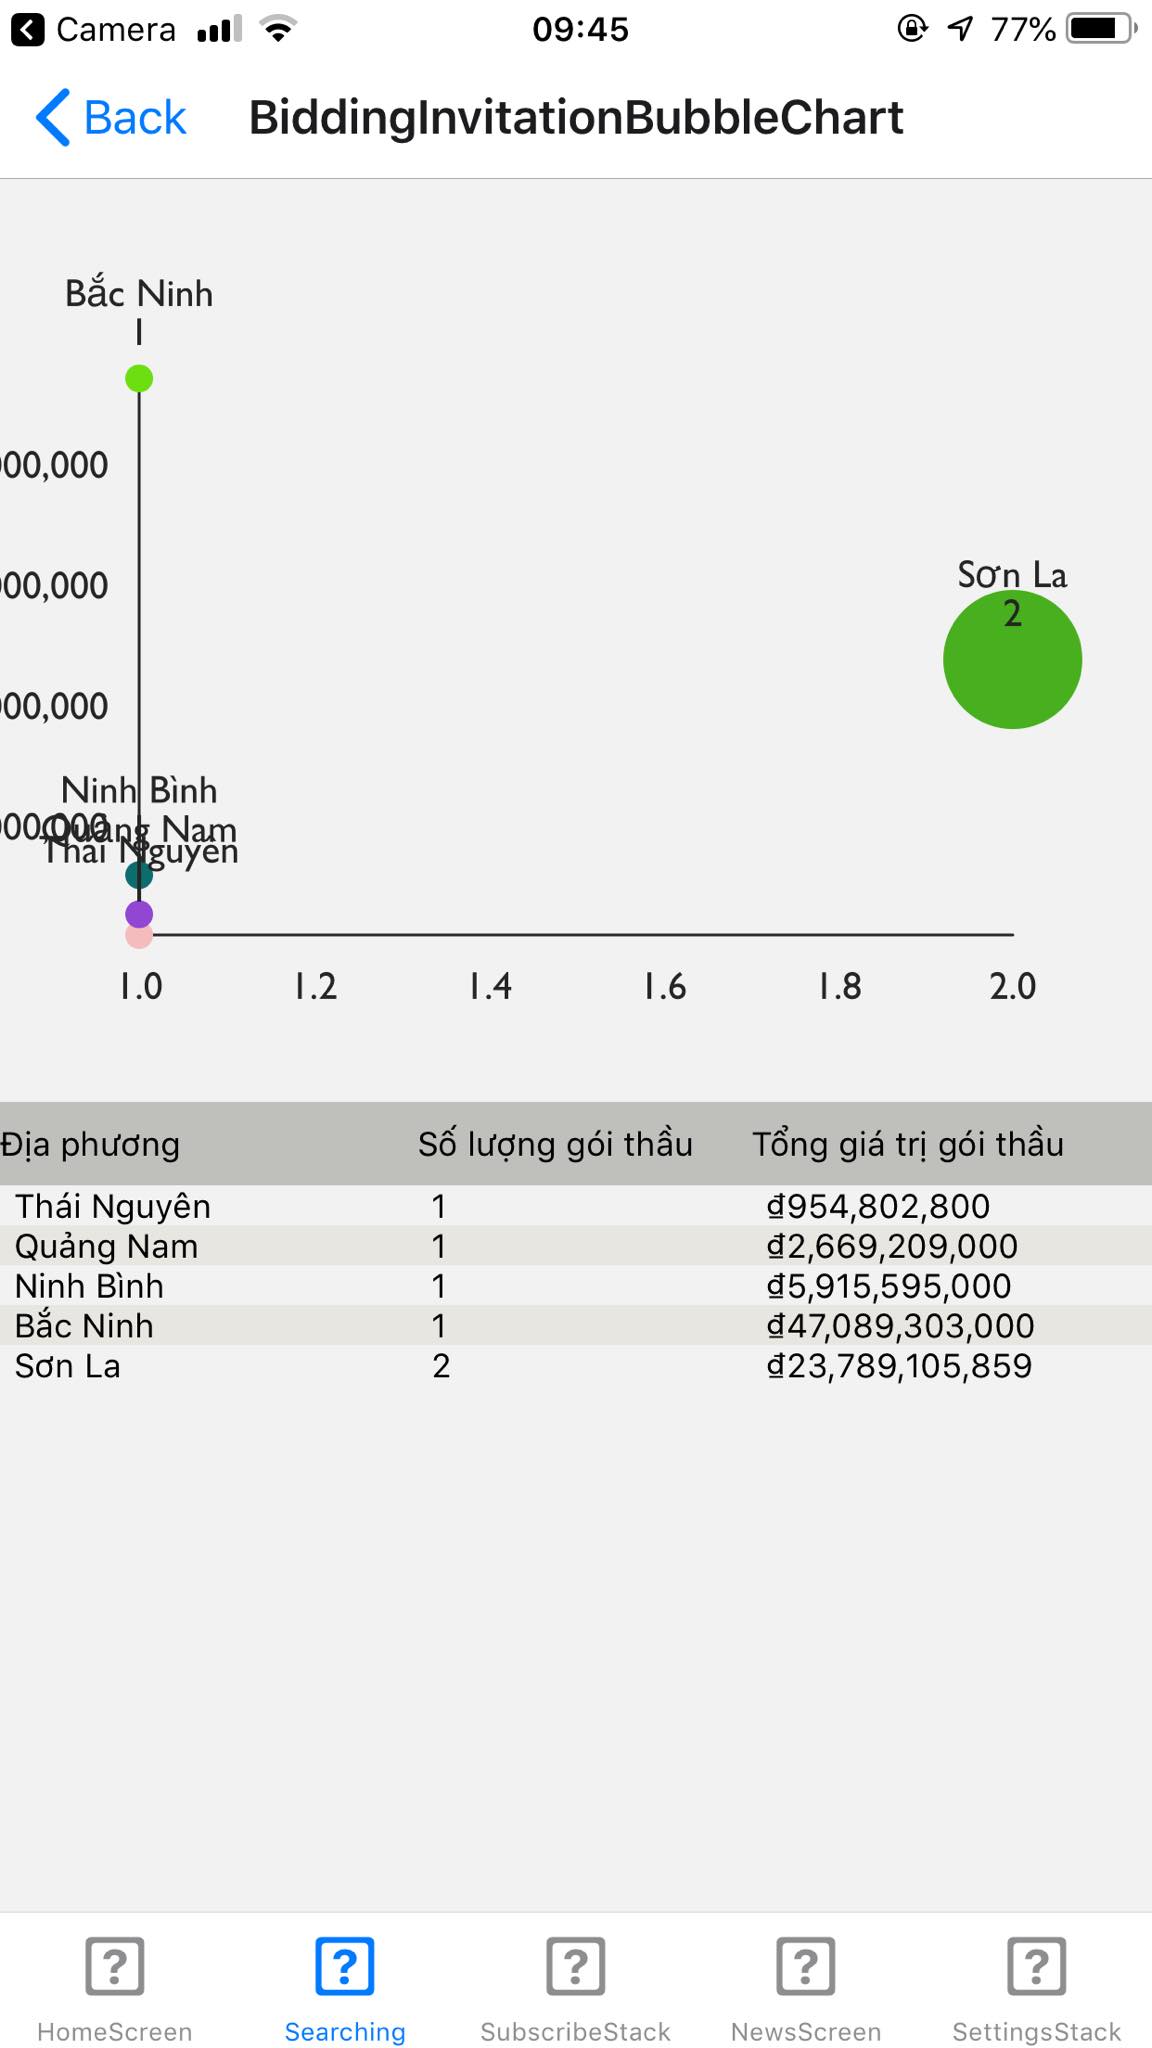 Camera 09:45 77%
Back BiddingInvitationBubbleChart
Bắc Ninh
1
00,000
Sơn La
00,000
2
00,000
Ninh Bình
00,000
Quảng Nam
Thái Nguyên
1.0 1.2 1.4 1.6 1.8 2.0
Địa phương Số lượng gói thầu Tổng giá trị gói thầu
Thái Nguyên 1 ₫954,802,800
Quảng Nam 1 ₫2,669,209,000
Ninh Bình 1 ₫5,915,595,000
Bắc Ninh 1 ₫47,089,303,000
Sơn La 2 ₫23,789,105,859
HomeScreen Searching SubscribeStack NewsScreen SettingsStack